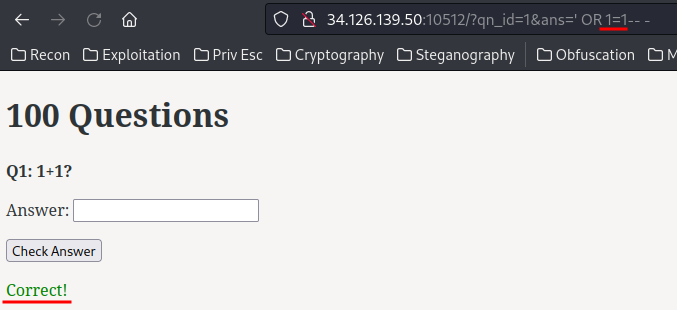 34.126.139.50:10512/?qn_id=1&ans=' OR 1=1-- -
Recon Exploitation Priv Esc Cryptography Steganography Obfuscation M
100 Questions
Q1: 1+1?
Answer:
Check Answer
Correct!